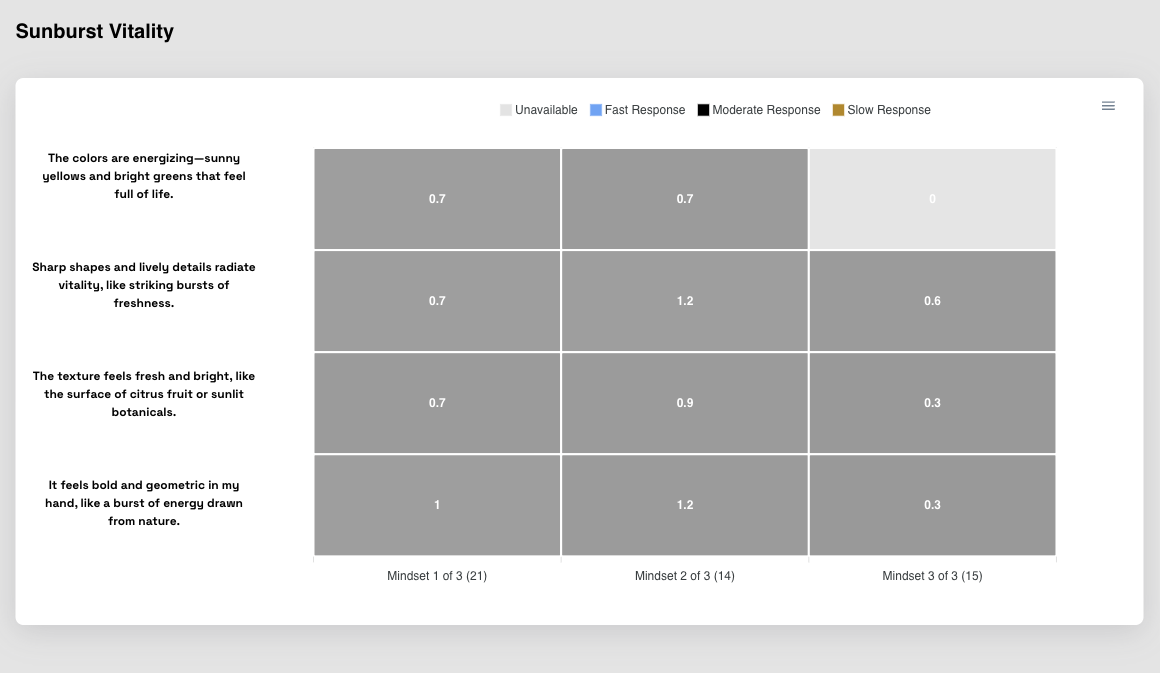 Sunburst Vitality
Unavailable Fast Response Moderate Response Slow Response
The colors are energizing—sunny
yellows and bright greens that feel
full of life.
0.7 0.7 0
Sharp shapes and lively details radiate
vitality, like striking bursts of
freshness.
0.7 1.2 0.6
The texture feels fresh and bright, like
the surface of citrus fruit or sunlit
botanicals.
0.7 0.9 0.3
It feels bold and geometric in my
hand, like a burst of energy drawn
from nature.
1 1.2 0.3
Mindset 1 of 3 (21) Mindset 2 of 3 (14) Mindset 3 of 3 (15)